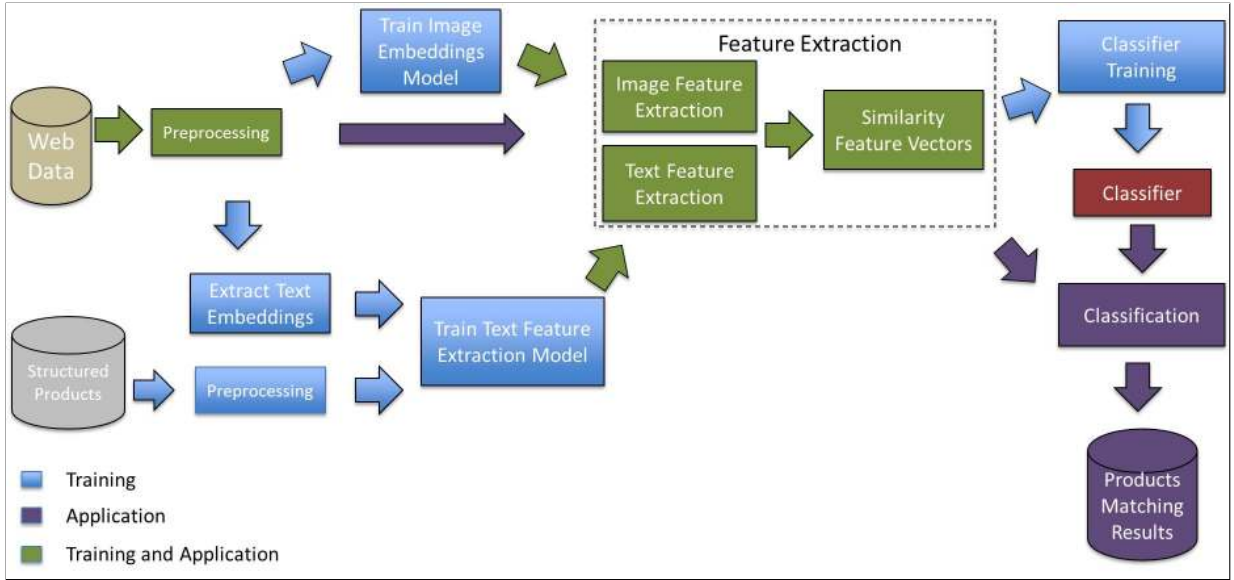 Train Image
Embeddings
Model
Feature Extraction
Classifier
Training
Image Feature
Extraction
Similarity
Feature Vectors
Web
Data
Preprocessing
Text Feature
Extraction
Classifier
Extract Text
Embeddings
Train Text Feature
Extraction Model
Classification
Structured
Products
Preprocessing
Training
Application
Training and Application
Products
Matching
Results